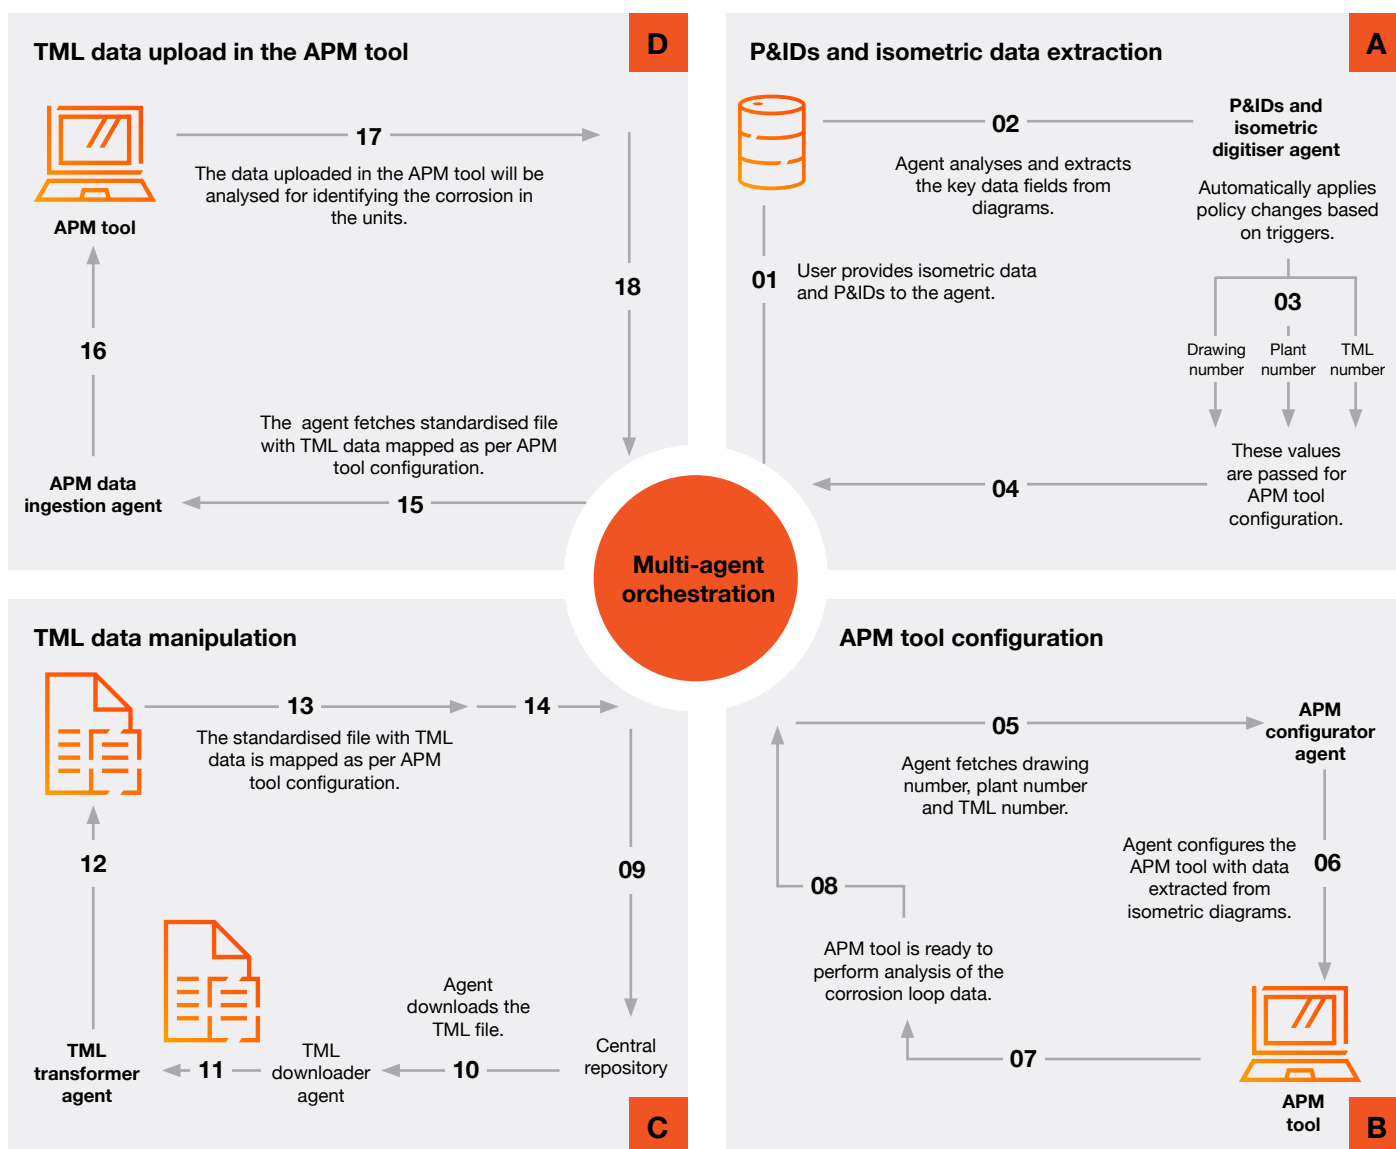 TML data upload in the APM tool
D
17
The data uploaded in the APM tool will be
analysed for identifying the corrosion in
the units.
APM tool
18
16
The agent fetches standardised file
with TML data mapped as per APM
tool configuration.
APM data
ingestion agent
15
P&IDs and isometric data extraction
A
02
Agent analyses and extracts
the key data fields from
diagrams.
P&IDs and
isometric
digitiser agent
Automatically applies
policy changes based
on triggers.
01
User provides isometric data
and P&IDs to the agent.
03
Drawing
number
Plant
number
TML
number
These values
are passed for
APM tool
configuration.
04
Multi-agent
orchestration
TML data manipulation
13
14
The standardised file with TML
data is mapped as per APM
tool configuration.
12
09
Agent
downloads the
TML file.
TML
transformer
agent
11
TML
downloader
agent
10
Central
repository
C
APM tool configuration
05
APM
configurator
agent
Agent fetches drawing
number, plant number
and TML number.
Agent configures the
APM tool with data
extracted from
isometric diagrams.
06
08
APM tool is ready to
perform analysis of the
corrosion loop data.
07
APM
tool
B